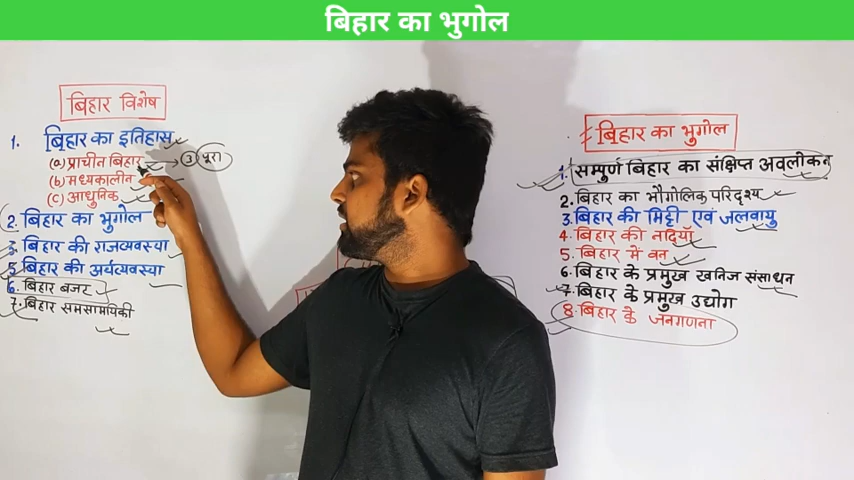 बिहार का भुगोल
बिहार विशेष
1. बिहार का इतिहास
(a) प्राचीन बिहार → 3 पूरा
(b) मध्यकालीन
(c) आधुनिक
2. बिहार का भुगोल
3. बिहार की राजव्यवस्था
5. बिहार की अर्थव्यवस्था
6. बिहार बजट
7. बिहार समसामायिकी
बिहार का भुगोल
1. सम्पुर्ण बिहार का संक्षिप्त अवलोकन
2. बिहार का भौगोलिक परिदृश्य
3. बिहार की मिट्टी एवं जलवायु
4. बिहार की नदियाँ
5. बिहार में वन
6. बिहार के प्रमुख खनिज संसाधन
7. बिहार के प्रमुख उद्योग
8. बिहार के जनगणना